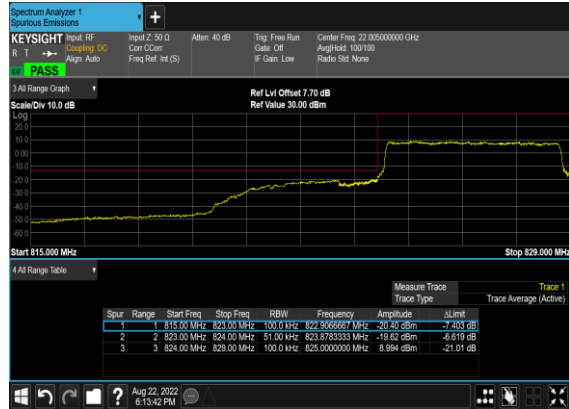 Spectrum Analyzer 1
Spurious Emissions
+
KEYSIGHT Input: RF Input Z: 50 Ω Atten: 40 dB Trig: Free Run Center Freq: 22.005000000 GHz
R T Coupling: DC Corr CCorr Gate: Off Avg|Hold: 100/100
Align: Auto Freq Ref: Int (S) IF Gain: Low Radio Std: None
PASS
3 All Range Graph
Ref Lvl Offset 7.70 dB
Scale/Div 10.0 dB Ref Value 30.00 dBm
Log
20.0
10.0
0.00
-10.0
-20.0
-30.0
-40.0
-50.0
-60.0
Start 815.000 MHz Stop 829.000 MHz
4 All Range Table
Measure Trace Trace 1
Trace Type Trace Average (Active)
Spur Range Start Freq Stop Freq RBW Frequency Amplitude ΔLimit
1 1 815.00 MHz 823.00 MHz 100.0 kHz 822.9066667 MHz -20.40 dBm -7.403 dB
2 2 823.00 MHz 824.00 MHz 51.00 kHz 823.8783333 MHz -19.62 dBm -6.619 dB
3 3 824.00 MHz 829.00 MHz 100.0 kHz 825.0000000 MHz 8.994 dBm -21.01 dB
? Aug 22, 2022
6:13:42 PM